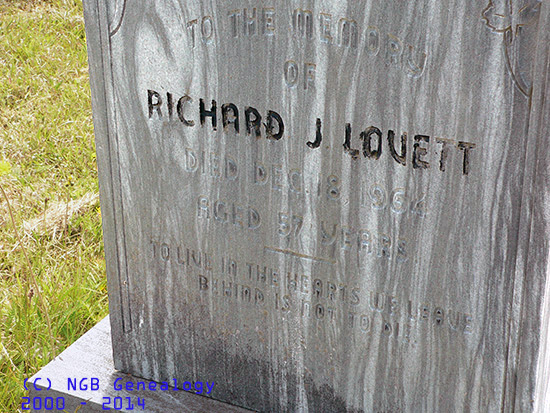 TO THE MEMORY
OF
RICHARD J. LOVETT
DIED DEC. 18, 1964
AGED 57 YEARS
TO LIVE IN THE HEARTS WE LEAVE
BEHIND IS NOT TO DIE
(C) NGB Genealogy
2000 - 2014